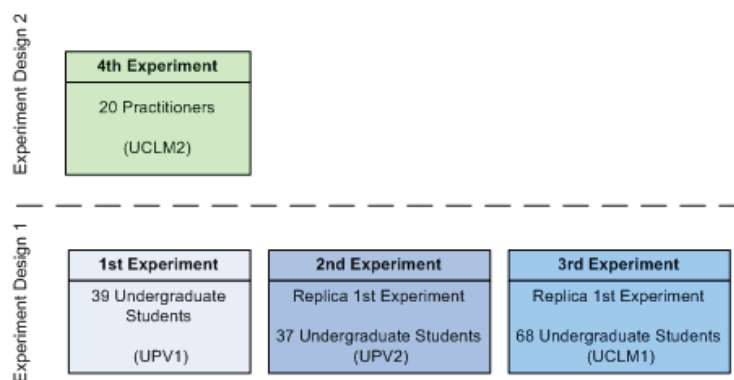 Experiment Design 2
4th Experiment
20 Practitioners
(UCLM2)
Experiment Design 1
1st Experiment
39 Undergraduate
Students
(UPV1)
2nd Experiment
Replica 1st Experiment
37 Undergraduate Students
(UPV2)
3rd Experiment
Replica 1st Experiment
68 Undergraduate Students
(UCLM1)